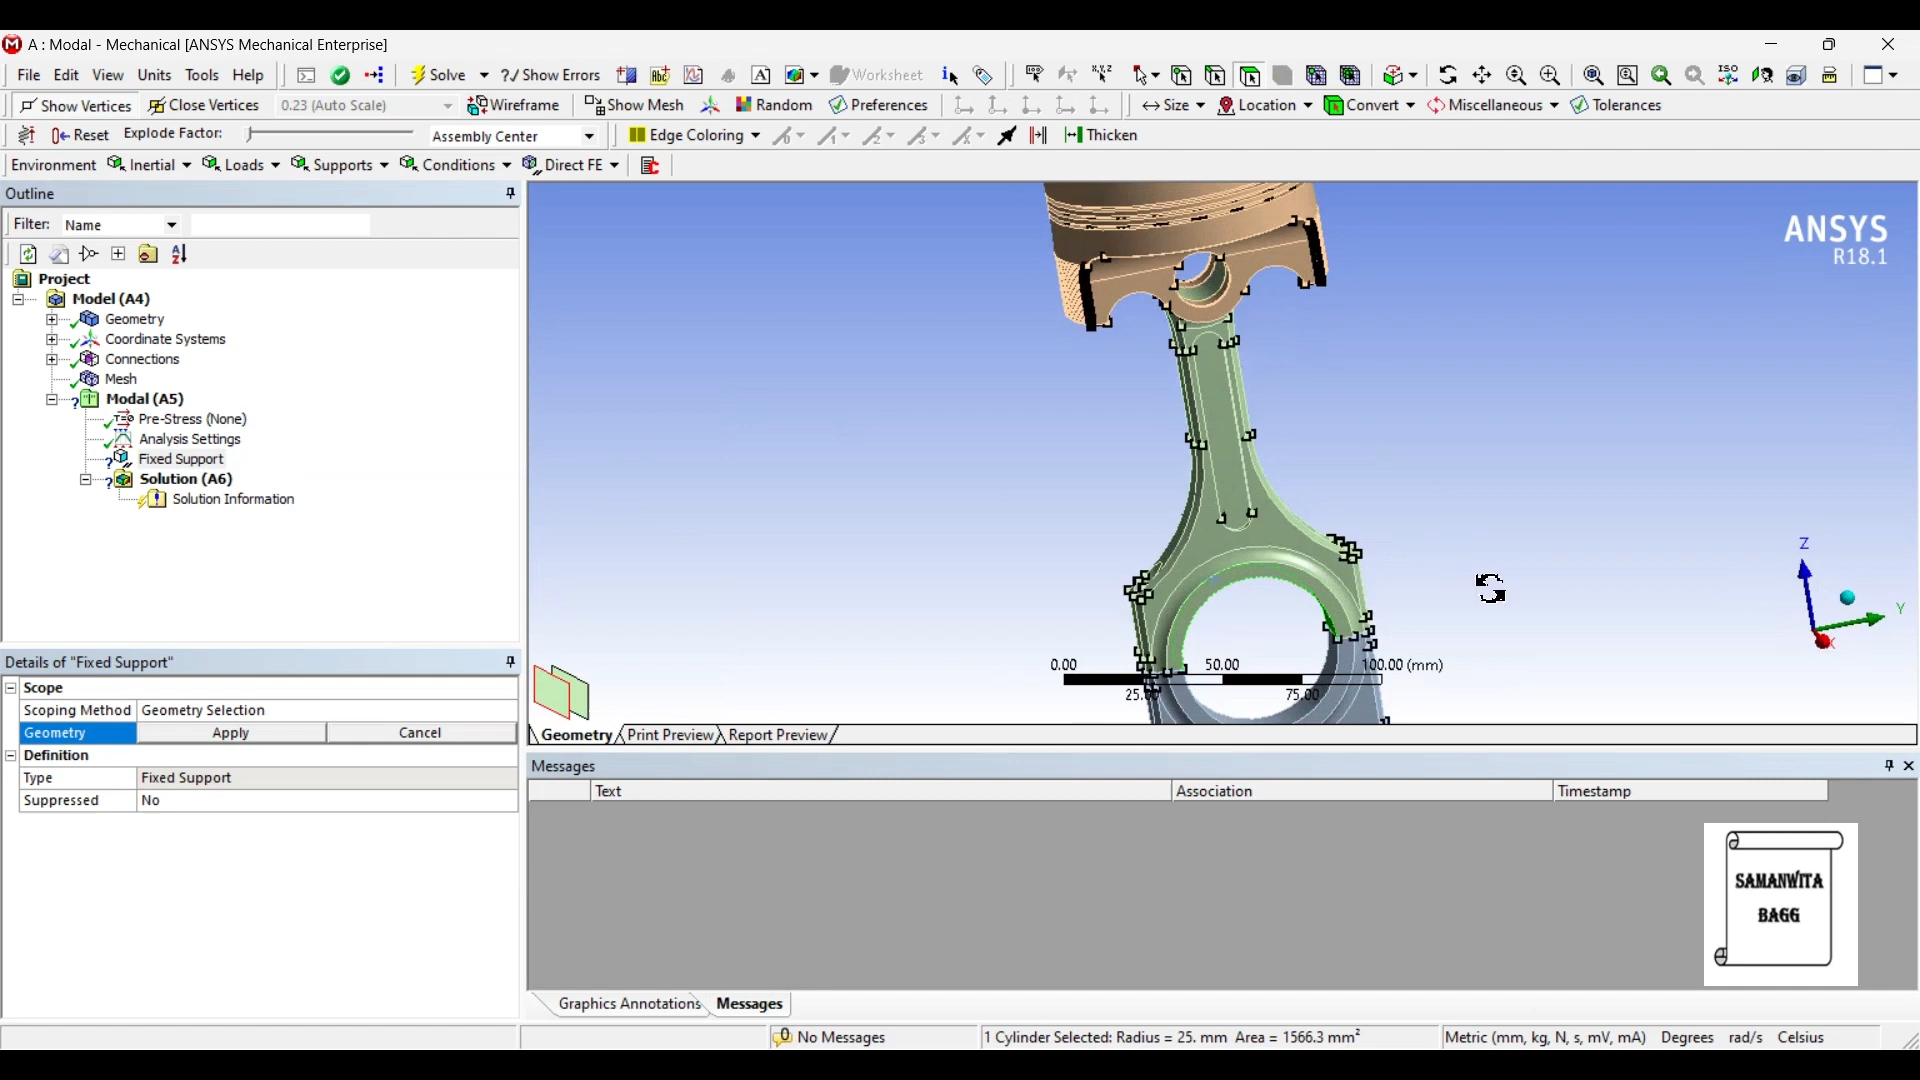 A : Modal - Mechanical [ANSYS Mechanical Enterprise]
File Edit View Units Tools Help Solve ?/ Show Errors Worksheet
Show Vertices Close Vertices 0.23 (Auto Scale) Wireframe Show Mesh Random Preferences Size Location Convert Miscellaneous Tolerances
Reset Explode Factor: Assembly Center Edge Coloring Thicken
Environment Inertial Loads Supports Conditions Direct FE
Outline
Filter: Name
Project
Model (A4)
Geometry
Coordinate Systems
Connections
Mesh
Modal (A5)
Pre-Stress (None)
Analysis Settings
Fixed Support
Solution (A6)
Solution Information
ANSYS
R18.1
Z
Y
X
0.00 50.00 100.00 (mm)
75.00
Details of "Fixed Support"
Scope
Scoping Method Geometry Selection
Geometry Apply Cancel
Definition
Type Fixed Support
Suppressed No
Geometry Print Preview Report Preview
Messages
Text Association Timestamp
SAMANWITA
BAGG
Graphics Annotations Messages
No Messages 1 Cylinder Selected: Radius = 25. mm Area = 1566.3 mm² Metric (mm, kg, N, s, mV, mA) Degrees rad/s Celsius